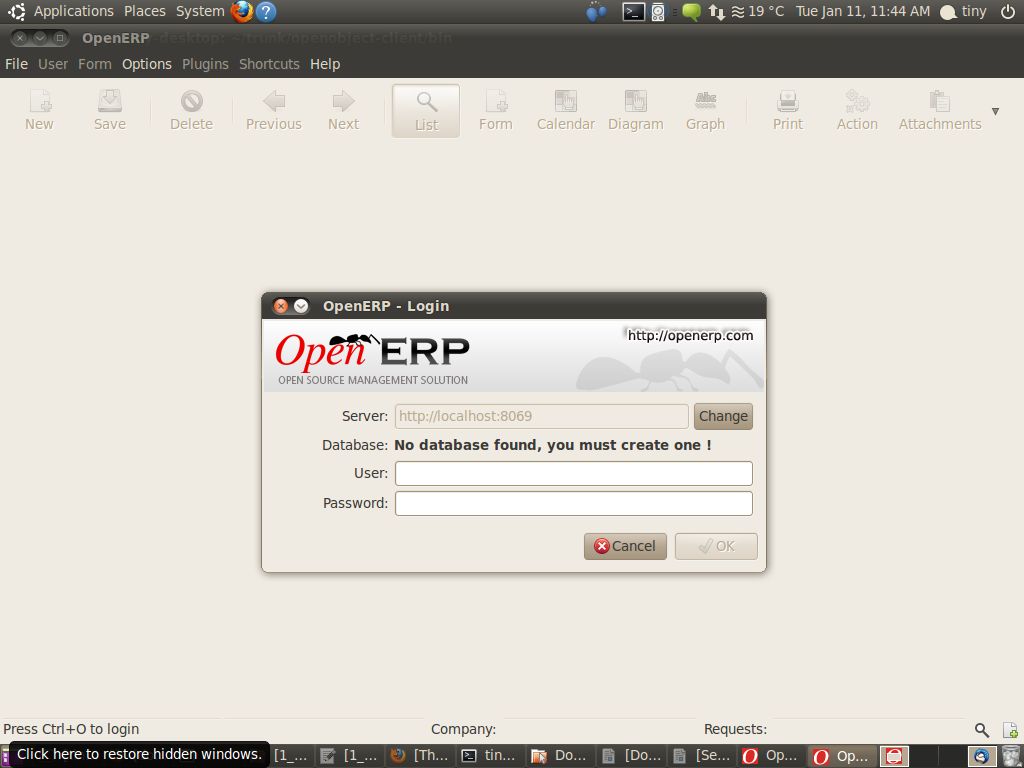 Applications Places System ? 19 °C Tue Jan 11, 11:44 AM tiny
OpenERP -desktop: ~/trunk/openobject-client/bin
File User Form Options Plugins Shortcuts Help
New Save Delete Previous Next List Form Calendar Diagram Abc Graph Print Action Attachments
OpenERP - Login
http://openerp.com
Open ERP
OPEN SOURCE MANAGEMENT SOLUTION
Server: http://localhost:8069 Change
Database: No database found, you must create one !
User:
Password:
Cancel OK
Press Ctrl+O to login Company: Requests:
Click here to restore hidden windows. [1_... [1_... [Th... tin... Do... [Do... [Se... Op... Op...